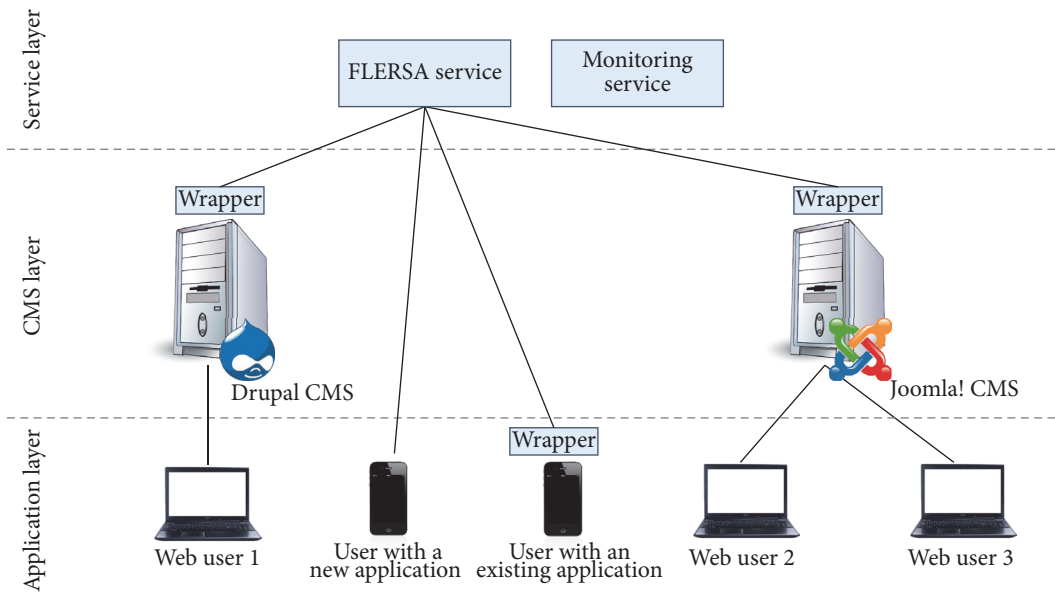 Service layer
FLERSA service
Monitoring
service
CMS layer
Wrapper
Wrapper
Drupal CMS
Joomla! CMS
Application layer
Wrapper
Web user 1
User with a
new application
User with an
existing application
Web user 2
Web user 3